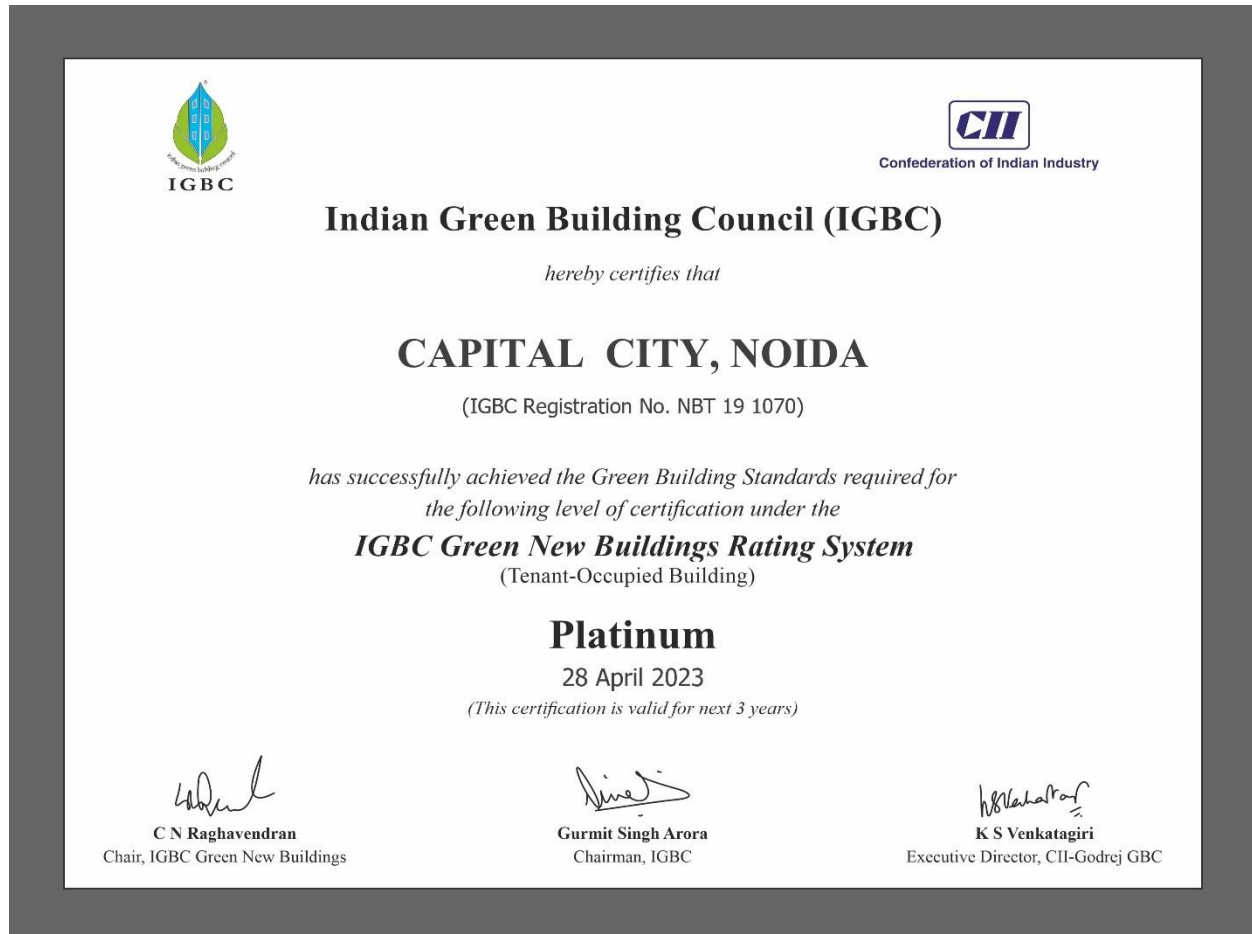 indian green building council
IGBC
CII
Confederation of Indian Industry
Indian Green Building Council (IGBC)
hereby certifies that
CAPITAL CITY, NOIDA
(IGBC Registration No. NBT 19 1070)
has successfully achieved the Green Building Standards required for
the following level of certification under the
IGBC Green New Buildings Rating System
(Tenant-Occupied Building)
Platinum
28 April 2023
(This certification is valid for next 3 years)
C N Raghavendran
Chair, IGBC Green New Buildings
Gurmit Singh Arora
Chairman, IGBC
K S Venkatagiri
Executive Director, CII-Godrej GBC